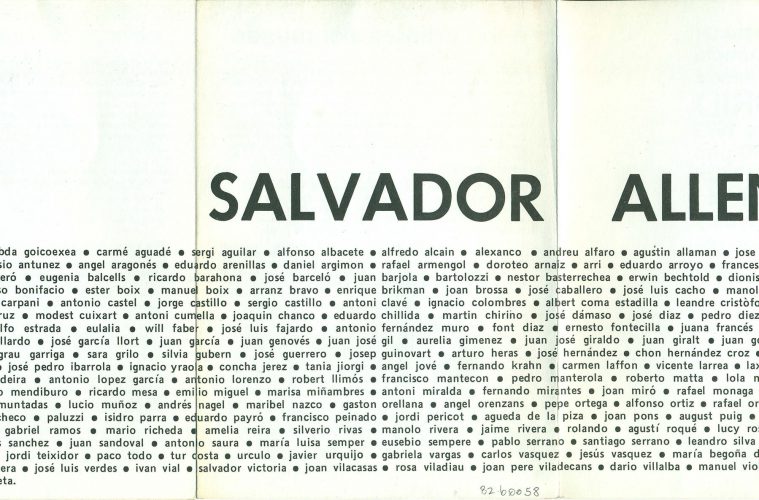 SALVADOR ALLEN
bda goicoexea • carmé aguadé • sergi aguilar • alfonso albacete • alfredo alcain • alexanco • andreu alfaro • agustin allaman • jose
sio antunez • angel aragonés • eduardo arenillas • daniel argimon • rafael armengol • doroteo arnaiz • arri • eduardo arroyo • frances
eró • eugenia balcells • ricardo barahona • josé barceló • juan barjola • bartolozzi • nestor basterrechea • erwin bechtold • dionis
so bonifacio • ester boix • manuel boix • arranz bravo • enrique brikman • joan brossa • josé caballero • josé luis cacho • manol
carpani • antonio castel • jorge castillo • sergio castillo • antoni clavé • ignacio colombres • albert coma estadilla • leandre cristòfo
ruz • modest cuixart • antoni cumella • joaquin chanco • eduardo chillida • martin chirino • josé dámaso • josé diaz • pedro diez
lfo estrada • eulalia • will faber • josé luis fajardo • antonio fernández muro • font diaz • ernesto fontecilla • juana francés
llardo • josé garcía llort • juan garcía • juan genovés • juan josé gil • aurelia gimenez • juan josé giraldo • juan giralt • juan go
grau garriga • sara grilo • silvia gubern • josé guerrero • josep guinovart • arturo heras • josé hernández • chon hernández croz •
josé pedro ibarrola • ignacio yraola • concha jerez • tania jiorgi • angel jové • fernando krahn • carmen laffon • vicente larrea • lax
deira • antonio lopez garcía • antonio lorenzo • robert llimós • francisco mantecon • pedro manterola • roberto matta • lola m
o mendiburo • ricardo mesa • emilio miguel • marisa miñambres • antoni miralda • fernando mirantes • joan miró • rafael monaga
muntadas • lucio muñoz • andrés nagel • maribel nazco • gaston orellana • angel orenzans • pepe ortega • alfonso ortiz • rafael or
checo • paluzzi • isidro parra • eduardo payró • francisco peinado • jordi pericot • agueda de la piza • joan pons • august puig •
gabriel ramos • mario richeda • amelia reira • silverio rivas • manolo rivera • jaime rivera • rolando • agustí roqué • lucy ros
s sanchez • juan sandoval • antonio saura • maría luisa semper • eusebio sempere • pablo serrano • santiago serrano • leandro silva
jordi teixidor • paco todo • tur costa • urculo • javier urquijo • gabriela vargas • carlos vasquez • jesús vasquez • maría begoña d
era • josé luis verdes • ivan vial • salvador victoria • joan vilacasas • rosa viladiau • joan pere viladecans • dario villalba • manuel vio
eta.
82-60058